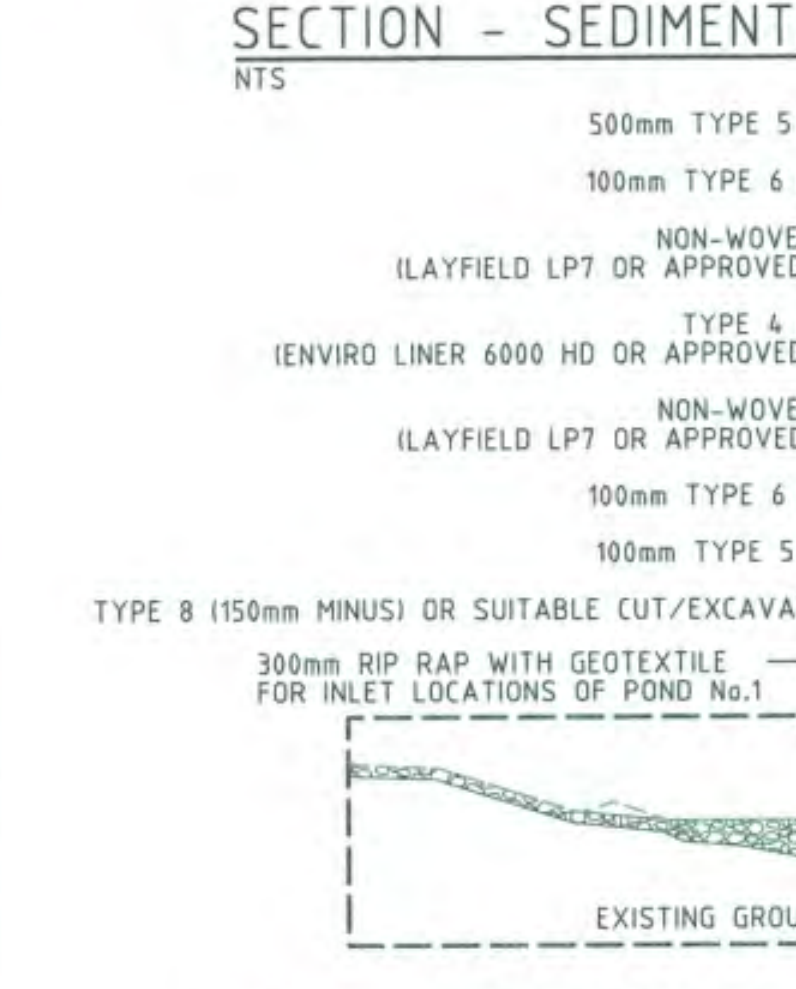 SECTION - SEDIMENT
NTS
500mm TYPE 5
100mm TYPE 6
NON-WOVE
(LAYFIELD LP7 OR APPROVED
TYPE 4
(ENVIRO LINER 6000 HD OR APPROVED
NON-WOVE
(LAYFIELD LP7 OR APPROVED
100mm TYPE 6
100mm TYPE 5
TYPE 8 (150mm MINUS) OR SUITABLE CUT/EXCAVA
300mm RIP RAP WITH GEOTEXTILE
FOR INLET LOCATIONS OF POND No.1
EXISTING GROU